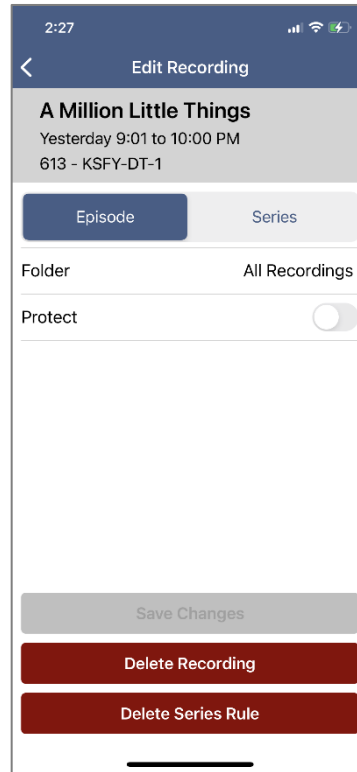 2:27
Edit Recording
A Million Little Things
Yesterday 9:01 to 10:00 PM
613 - KSFY-DT-1
Episode Series
Folder All Recordings
Protect
Save Changes
Delete Recording
Delete Series Rule